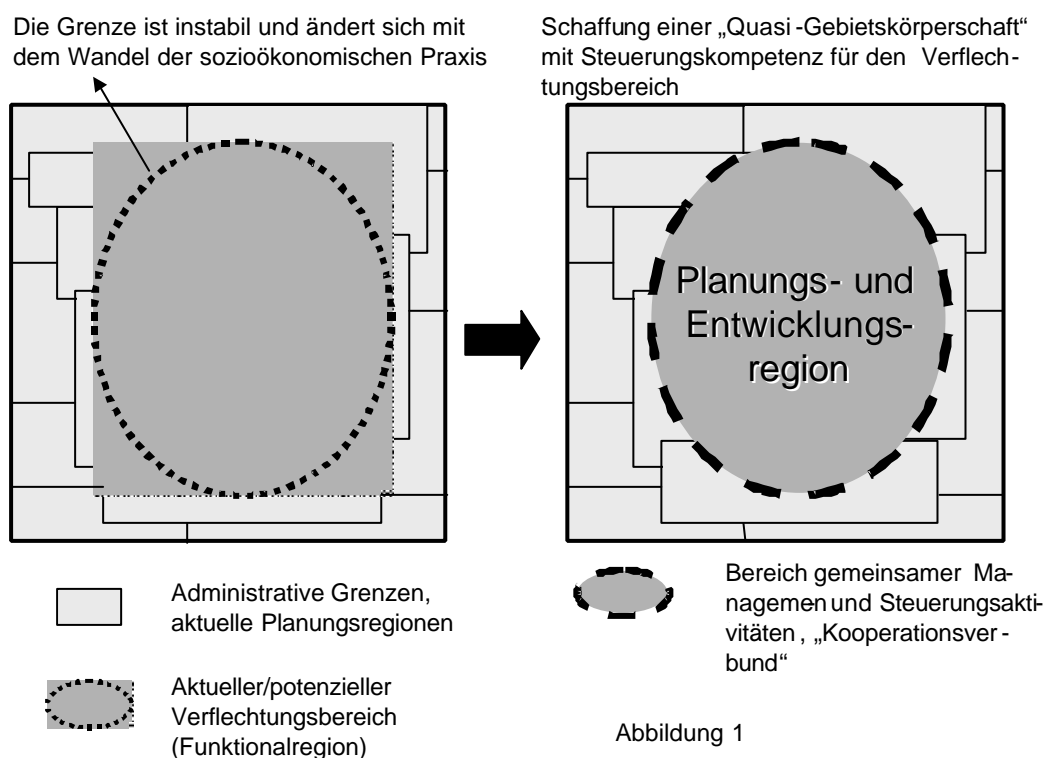 Die Grenze ist instabil und ändert sich mit
dem Wandel der sozioökonomischen Praxis
Schaffung einer „Quasi-Gebietskörperschaft“
mit Steuerungskompetenz für den Verflech-
tungsbereich
Planungs- und
Entwicklungs-
region
Administrative Grenzen,
aktuelle Planungsregionen
Aktueller/potenzieller
Verflechtungsbereich
(Funktionalregion)
Bereich gemeinsamer Ma-
nagemen und Steuerungsakti-
vitäten, „Kooperationsver-
bund“
Abbildung 1